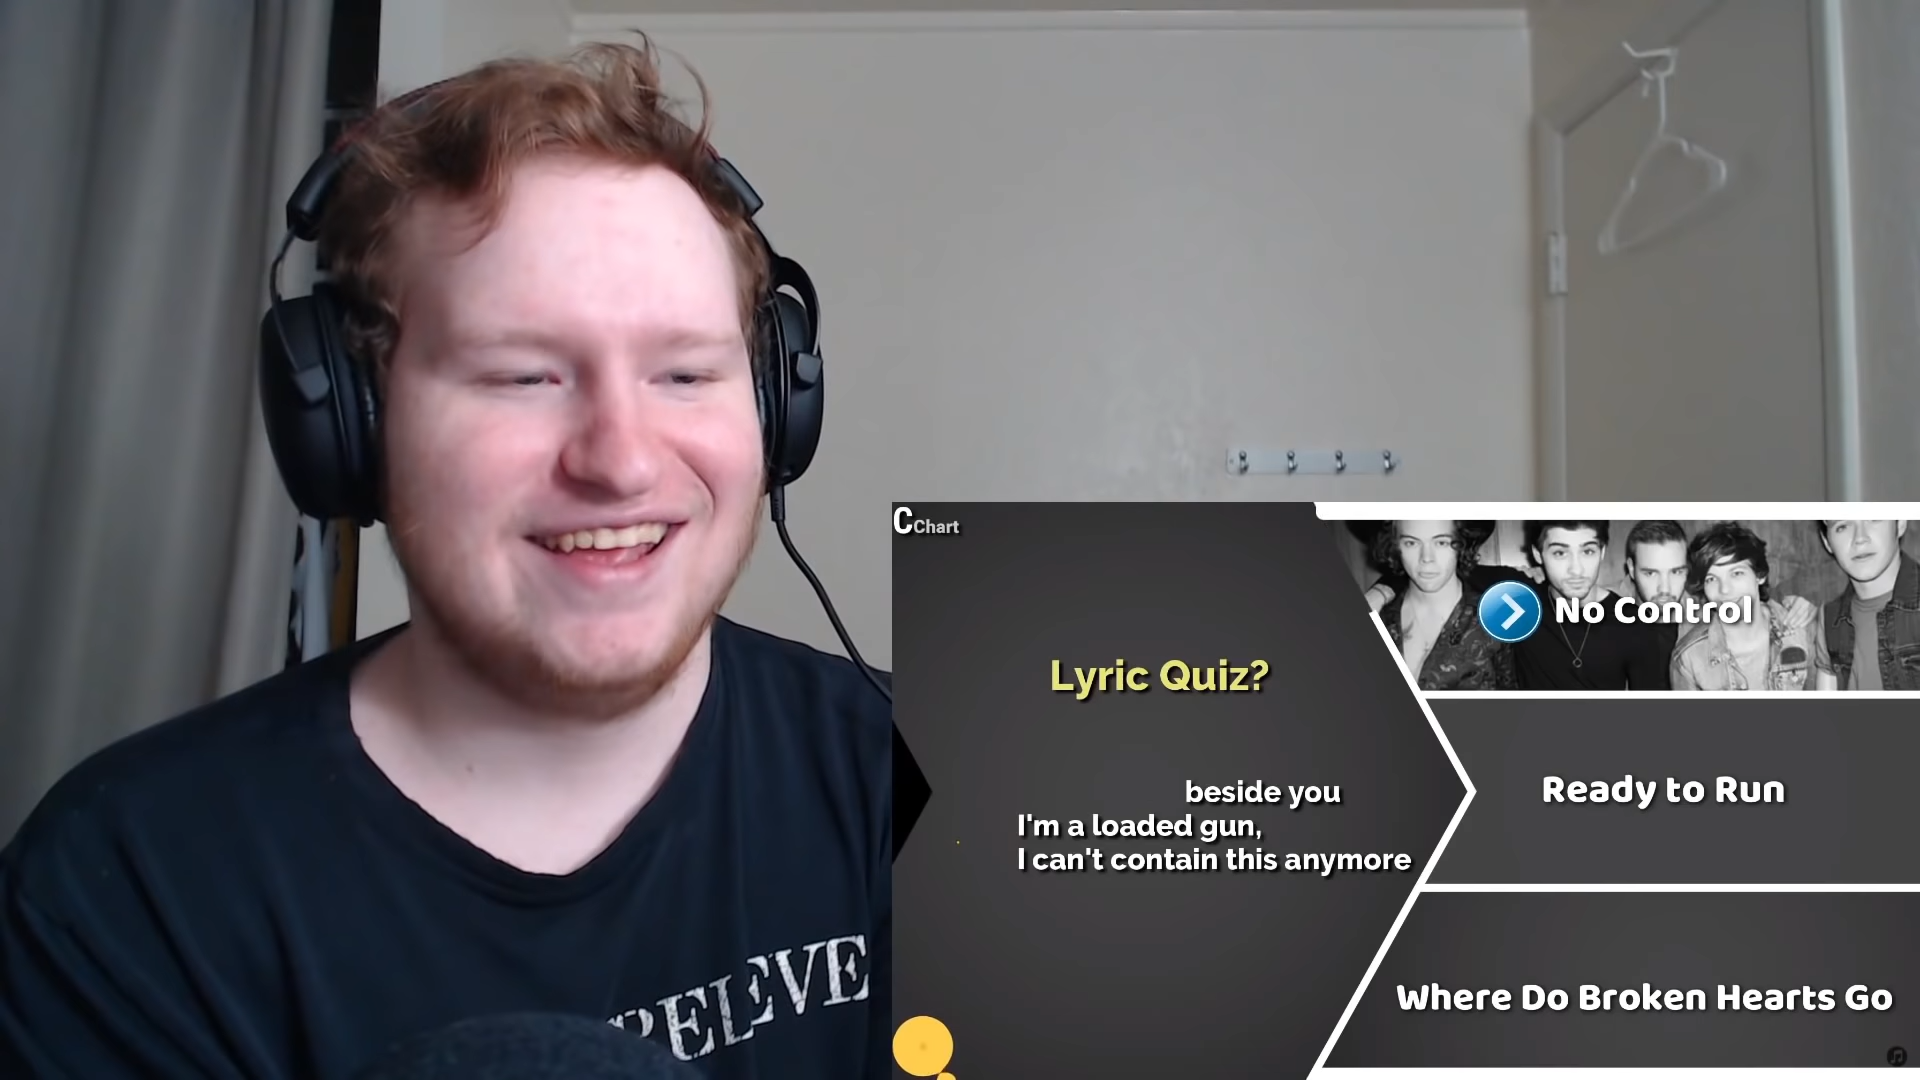 CChart
No Control
Lyric Quiz?
beside you
I'm a loaded gun,
I can't contain this anymore
Ready to Run
Where Do Broken Hearts Go
RELEVE